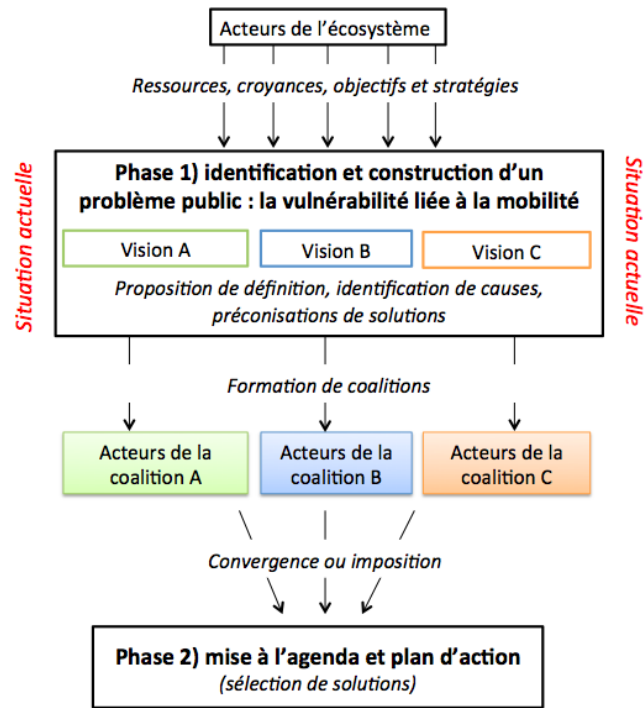 Acteurs de l'écosystème
Ressources, croyances, objectifs et stratégies
Situation actuelle
Phase 1) identification et construction d'un
problème public : la vulnérabilité liée à la mobilité
Vision A
Vision B
Vision C
Proposition de définition, identification de causes,
préconisations de solutions
Situation actuelle
Formation de coalitions
Acteurs de la
coalition A
Acteurs de la
coalition B
Acteurs de la
coalition C
Convergence ou imposition
Phase 2) mise à l'agenda et plan d'action
(sélection de solutions)